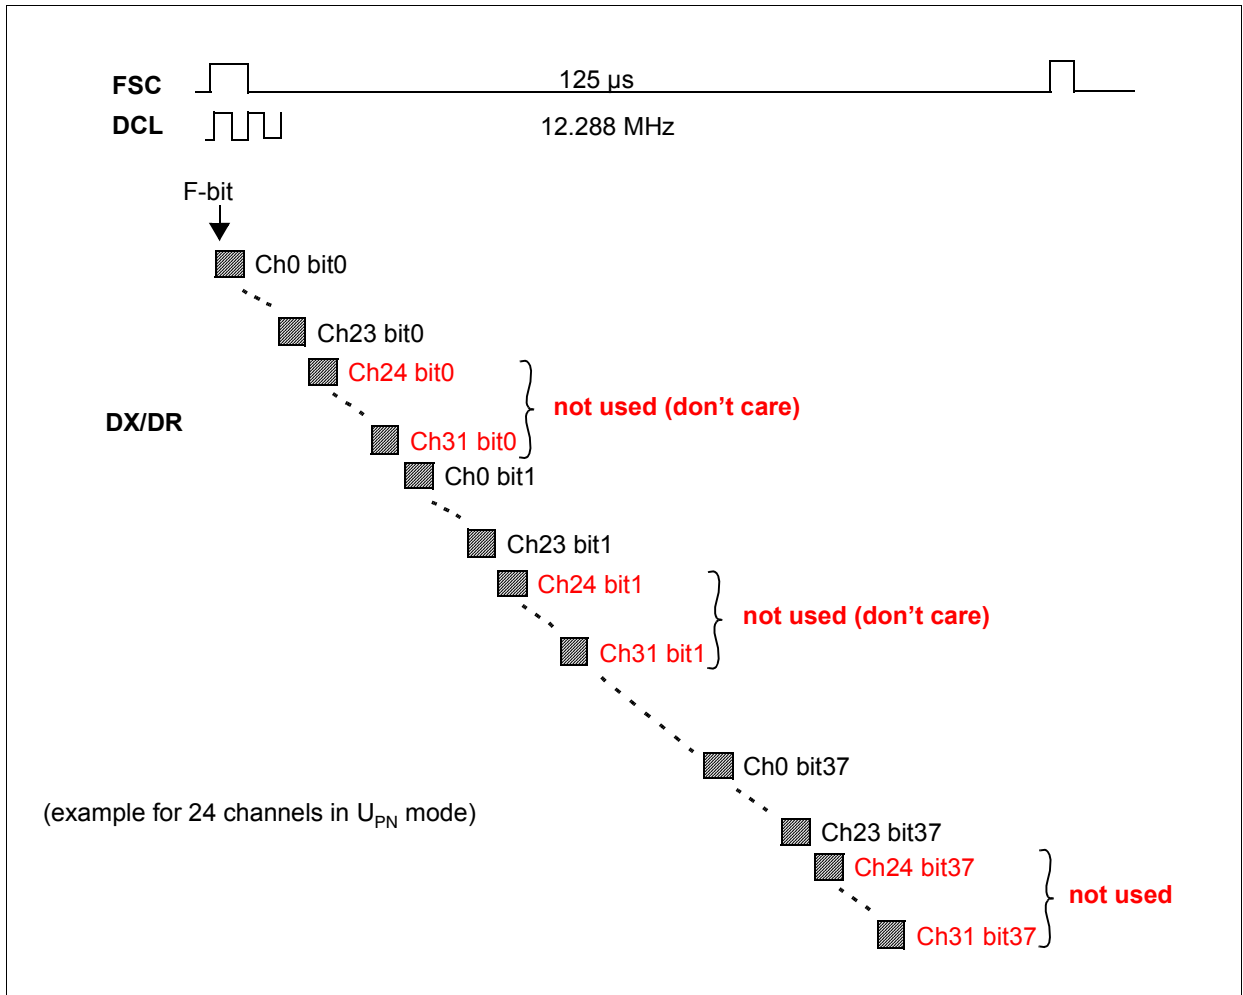 FSC
125 µs
DCL
12.288 MHz
F-bit
Ch0 bit0
Ch23 bit0
Ch24 bit0
not used (don't care)
DX/DR
Ch31 bit0
Ch0 bit1
Ch23 bit1
Ch24 bit1
not used (don't care)
Ch31 bit1
Ch0 bit37
(example for 24 channels in UPN mode)
Ch23 bit37
Ch24 bit37
not used
Ch31 bit37